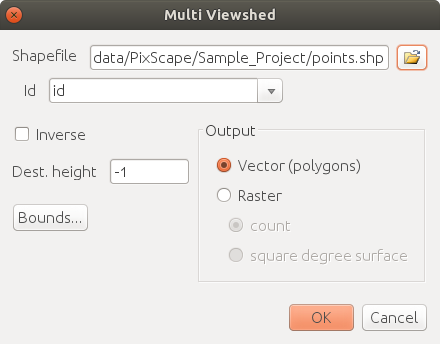 Multi Viewshed
Shapefile data/PixScape/Sample_Project/points.shp
Id id
Inverse
Dest. height -1
Bounds...
Output
Vector (polygons)
Raster
count
square degree surface
OK Cancel